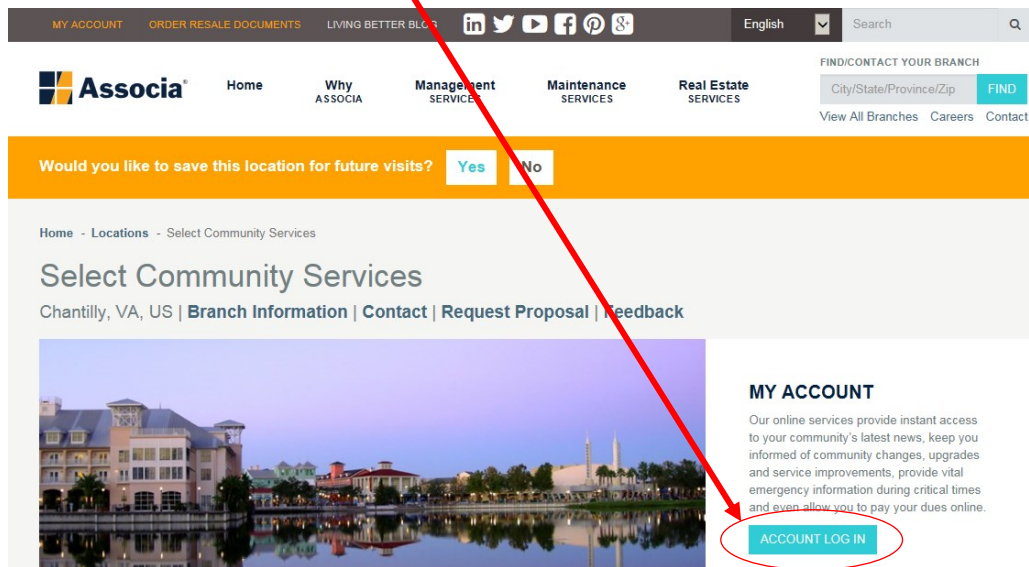 MY ACCOUNT ORDER RESALE DOCUMENTS LIVING BETTER BLOG English Search
FIND/CONTACT YOUR BRANCH
Associa® Home Why ASSOCIA Management SERVICES Maintenance SERVICES Real Estate SERVICES
City/State/Province/Zip FIND
View All Branches Careers Contact
Would you like to save this location for future visits? Yes No
Home - Locations - Select Community Services
Select Community Services
Chantilly, VA, US | Branch Information | Contact | Request Proposal | Feedback
MY ACCOUNT
Our online services provide instant access
to your community's latest news, keep you
informed of community changes, upgrades
and service improvements, provide vital
emergency information during critical times
and even allow you to pay your dues online.
ACCOUNT LOG IN